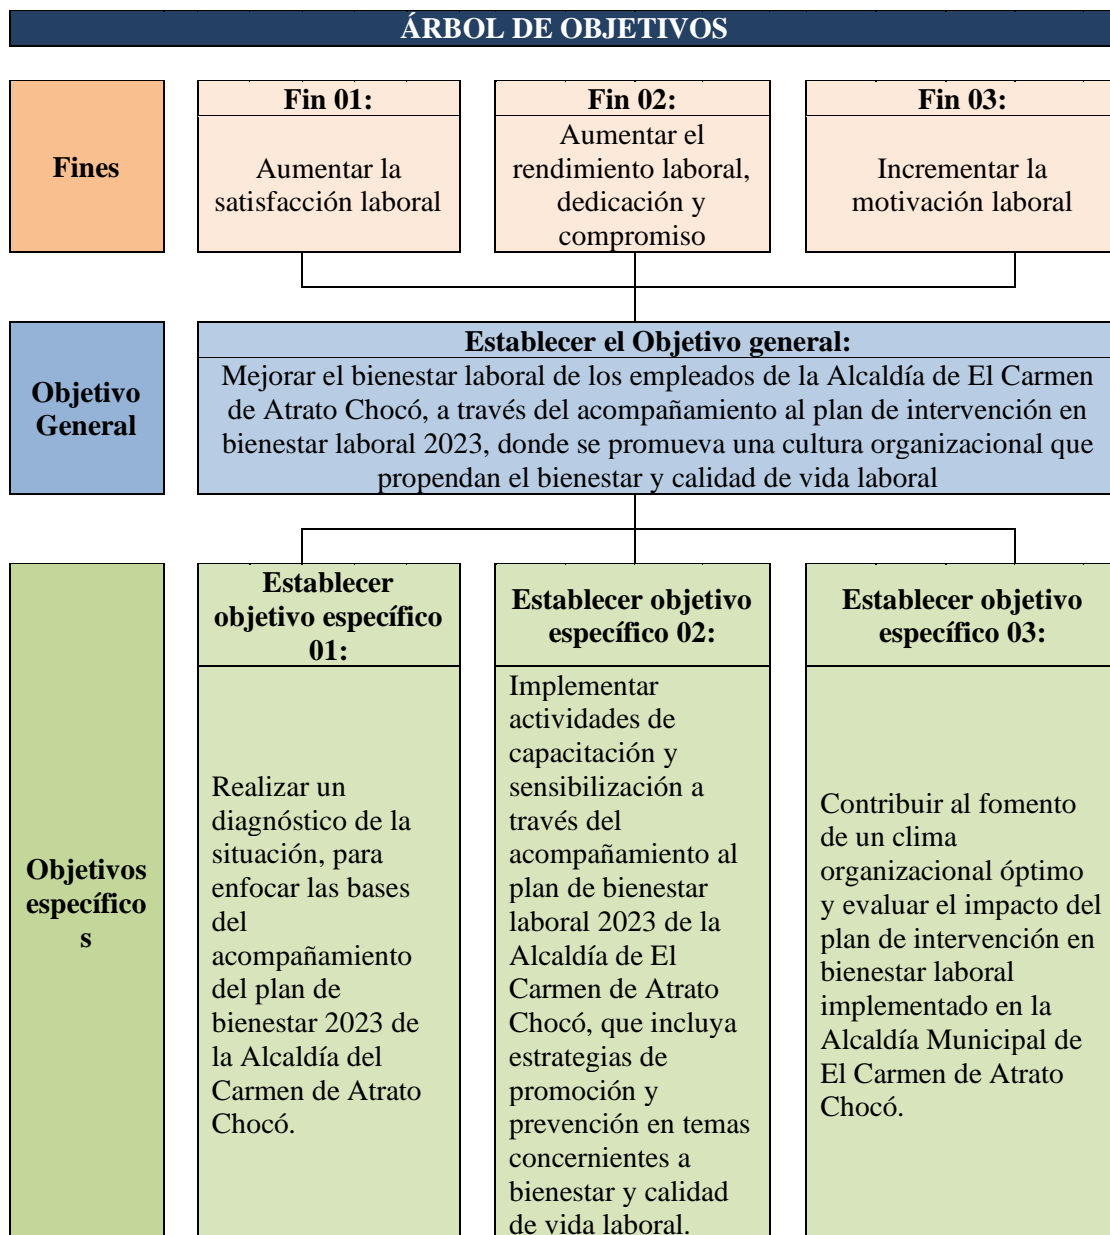 ÁRBOL DE OBJETIVOS
Fines
Fin 01:
Aumentar la
satisfacción laboral
Fin 02:
Aumentar el
rendimiento laboral,
dedicación y
compromiso
Fin 03:
Incrementar la
motivación laboral
Objetivo
General
Establecer el Objetivo general:
Mejorar el bienestar laboral de los empleados de la Alcaldía de El Carmen
de Atrato Chocó, a través del acompañamiento al plan de intervención en
bienestar laboral 2023, donde se promueva una cultura organizacional que
propendan el bienestar y calidad de vida laboral
Objetivos
específico
s
Establecer
objetivo específico
01:
Realizar un
diagnóstico de la
situación, para
enfocar las bases
del
acompañamiento
del plan de
bienestar 2023 de
la Alcaldía del
Carmen de Atrato
Chocó.
Establecer objetivo
específico 02:
Implementar
actividades de
capacitación y
sensibilización a
través del
acompañamiento al
plan de bienestar
laboral 2023 de la
Alcaldía de El
Carmen de Atrato
Chocó, que incluya
estrategias de
promoción y
prevención en temas
concernientes a
bienestar y calidad
de vida laboral.
Establecer objetivo
específico 03:
Contribuir al fomento
de un clima
organizacional óptimo
y evaluar el impacto del
plan de intervención en
bienestar laboral
implementado en la
Alcaldía Municipal de
El Carmen de Atrato
Chocó.